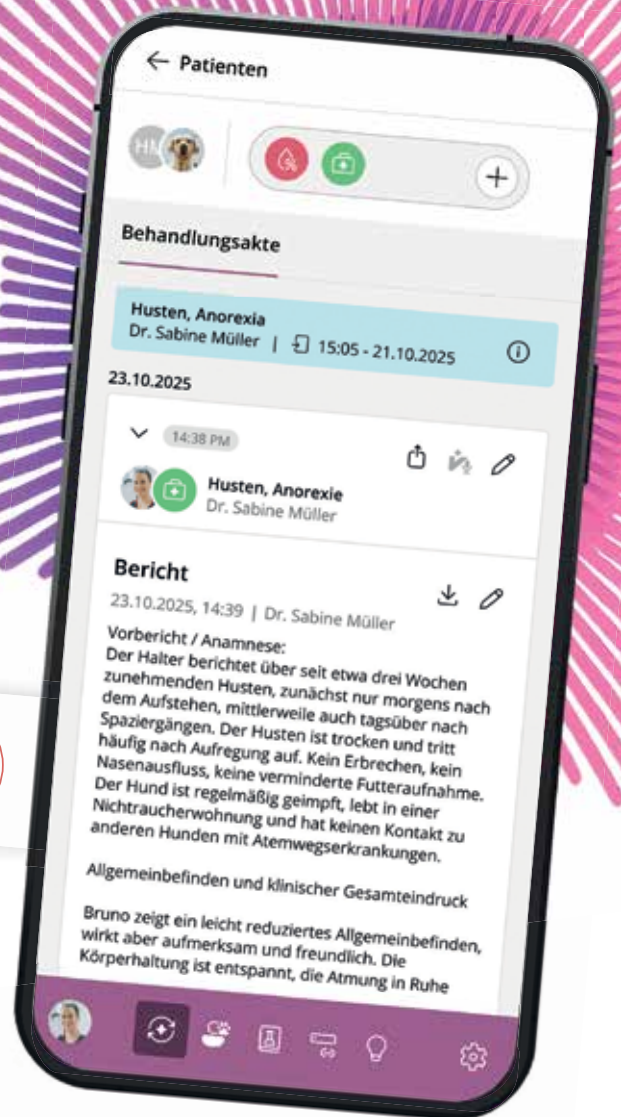 ← Patienten
HN
Behandlungsakte
Husten, Anorexia
Dr. Sabine Müller | 15:05 - 21.10.2025
23.10.2025
14:38 PM
Husten, Anorexie
Dr. Sabine Müller
Bericht
23.10.2025, 14:39 | Dr. Sabine Müller
Vorbericht / Anamnese:
Der Halter berichtet über seit etwa drei Wochen
zunehmenden Husten, zunächst nur morgens nach
dem Aufstehen, mittlerweile auch tagsüber nach
Spaziergängen. Der Husten ist trocken und tritt
häufig nach Aufregung auf. Kein Erbrechen, kein
Nasenausfluss, keine verminderte Futteraufnahme.
Der Hund ist regelmäßig geimpft, lebt in einer
Nichtraucherwohnung und hat keinen Kontakt zu
anderen Hunden mit Atemwegserkrankungen.
Allgemeinbefinden und klinischer Gesamteindruck
Bruno zeigt ein leicht reduziertes Allgemeinbefinden,
wirkt aber aufmerksam und freundlich. Die
Körperhaltung ist entspannt, die Atmung in Ruhe